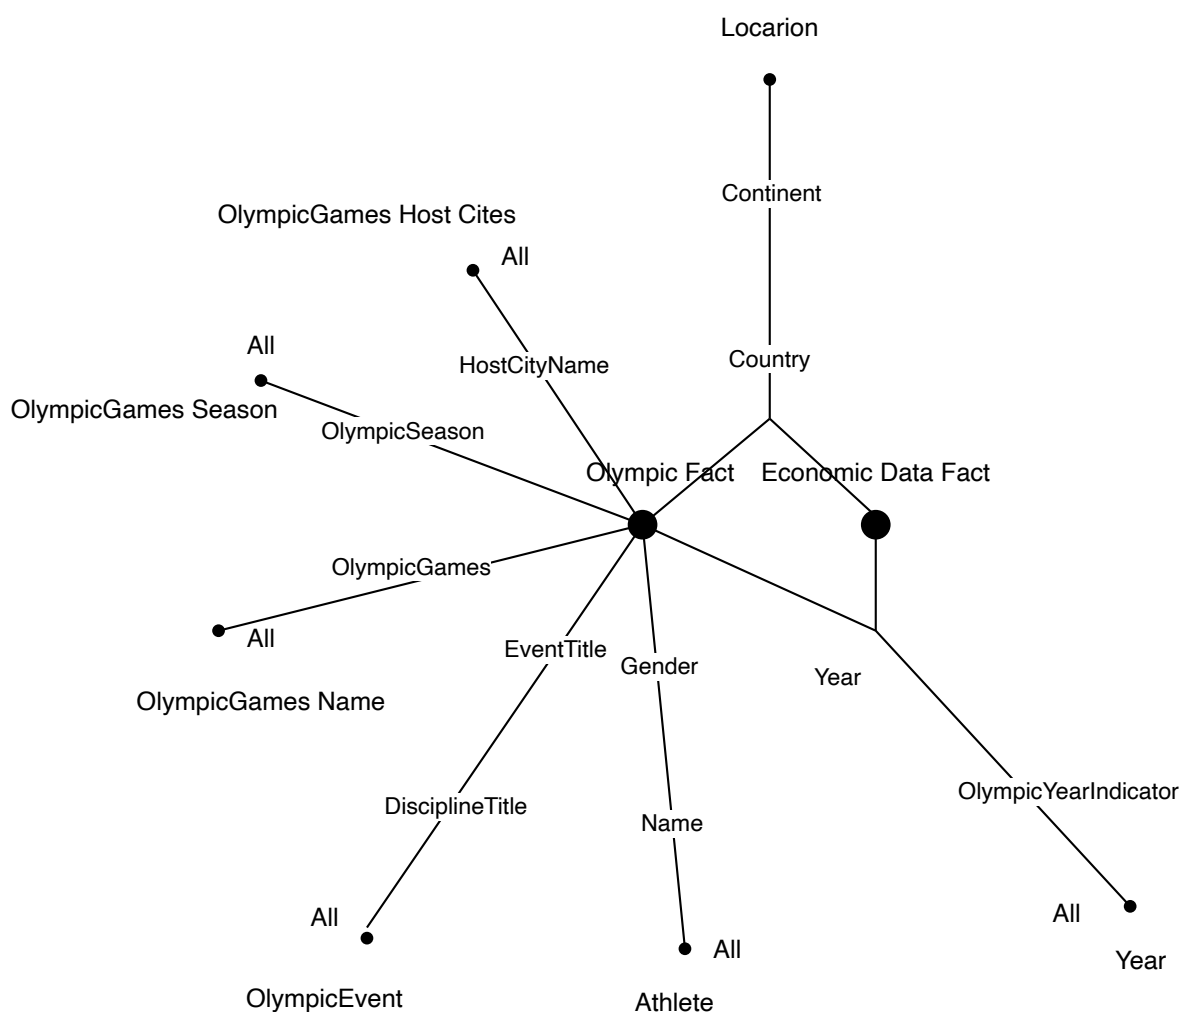 Locarion
Continent
OlympicGames Host Cites
All
All
Country
HostCityName
OlympicGames Season
OlympicSeason
Olympic Fact
Economic Data Fact
OlympicGames
All
EventTitle
Gender
Year
OlympicGames Name
OlympicYearIndicator
DisciplineTitle
Name
All
All
All
Year
OlympicEvent
Athlete